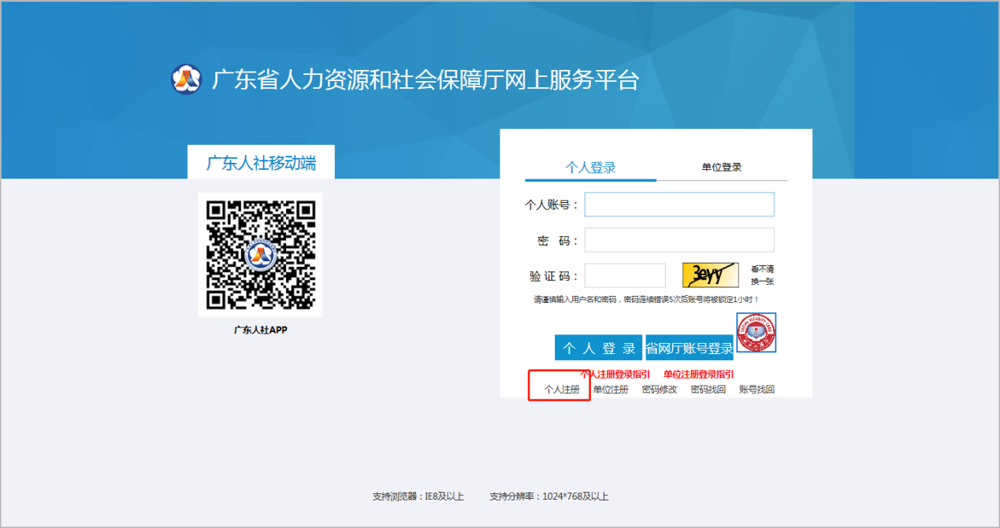 广东省人力资源和社会保障厅网上服务平台
广东人社移动端
广东人社APP
个人登录 单位登录
个人账号：
密 码：
验 证 码： 3eyy 看不清
换一张
请谨慎输入用户名和密码，密码连续错误5次后账号将被锁定1小时！
SOCIAL SECURITY CARD
个 人 登 录 省网厅账号登录
个人注册登录指引 单位注册登录指引
个人注册 单位注册 密码修改 密码找回 账号找回
支持浏览器：IE8及以上 支持分辨率：1024*768及以上